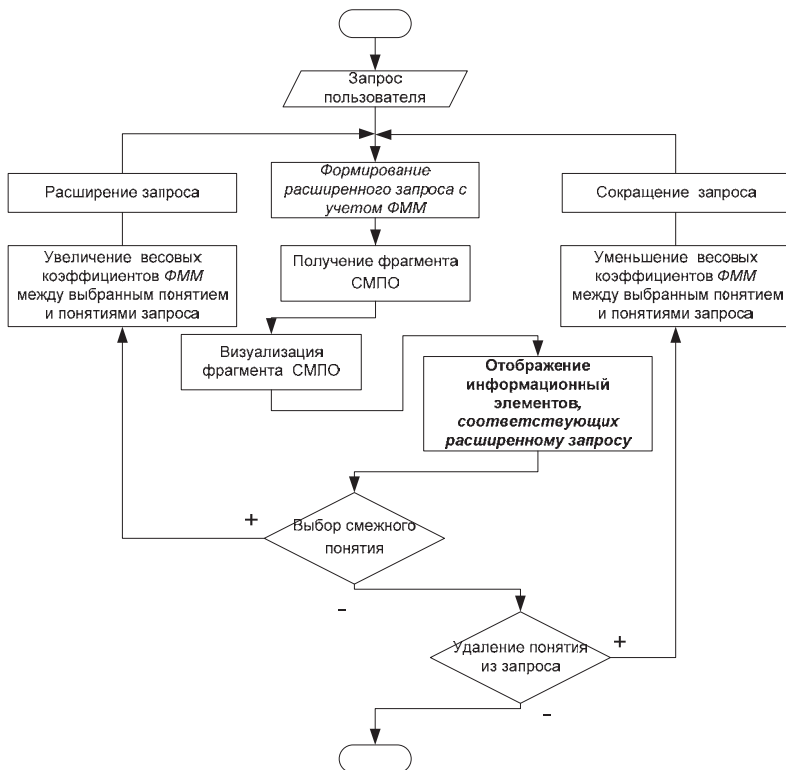 Запрос
пользователя
Формирование
расширенного запроса с
учетом ФММ
Расширение запроса
Сокращение запроса
Увеличение весовых
коэффициентов ФММ
между выбранным понятием
и понятиями запроса
Получение фрагмента
СМПО
Уменьшение весовых
коэффициентов ФММ
между выбранным понятием
и понятиями запроса
Визуализация
фрагмента СМПО
Отображение
информационный
элементов,
соответствующих
расширенному запросу
+
Выбор смежного
понятия
–
Удаление понятия
из запроса
+
–